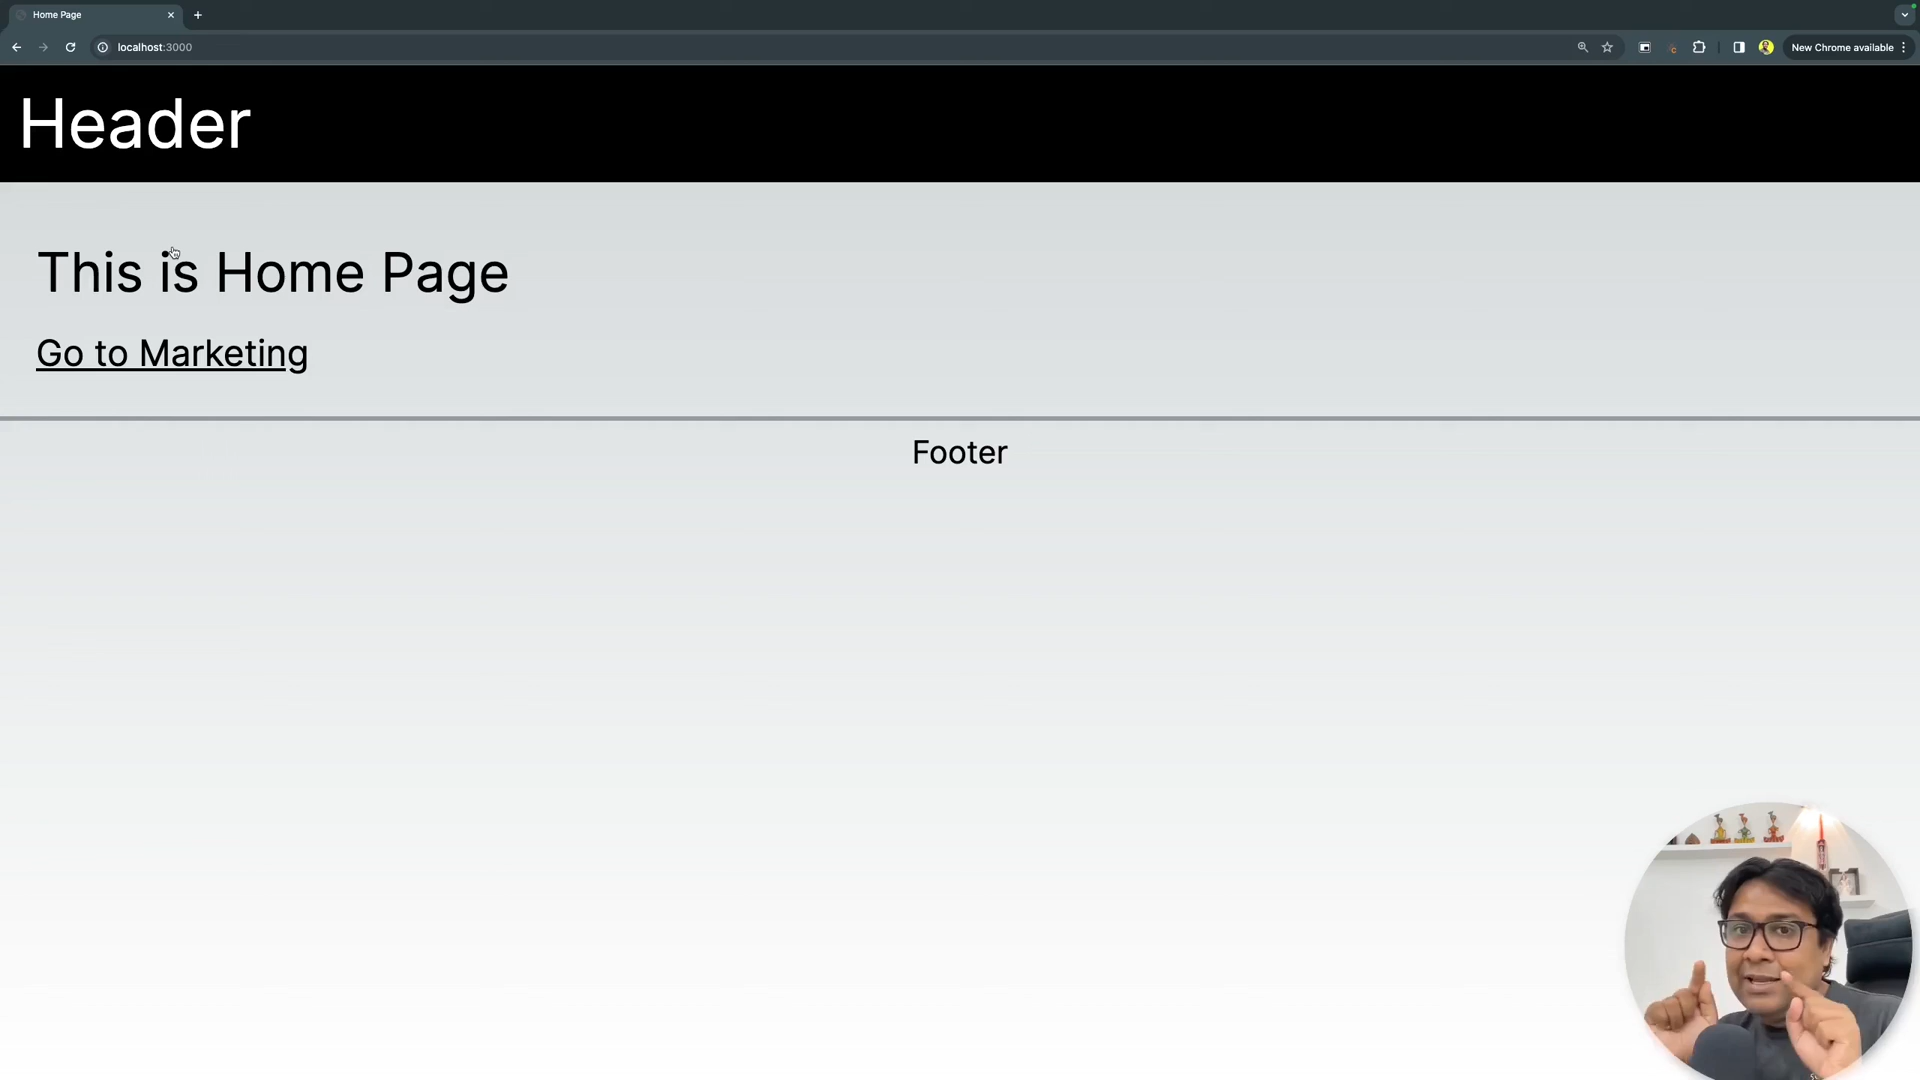 Home Page
localhost:3000
New Chrome available
Header
This is Home Page
Go to Marketing
Footer